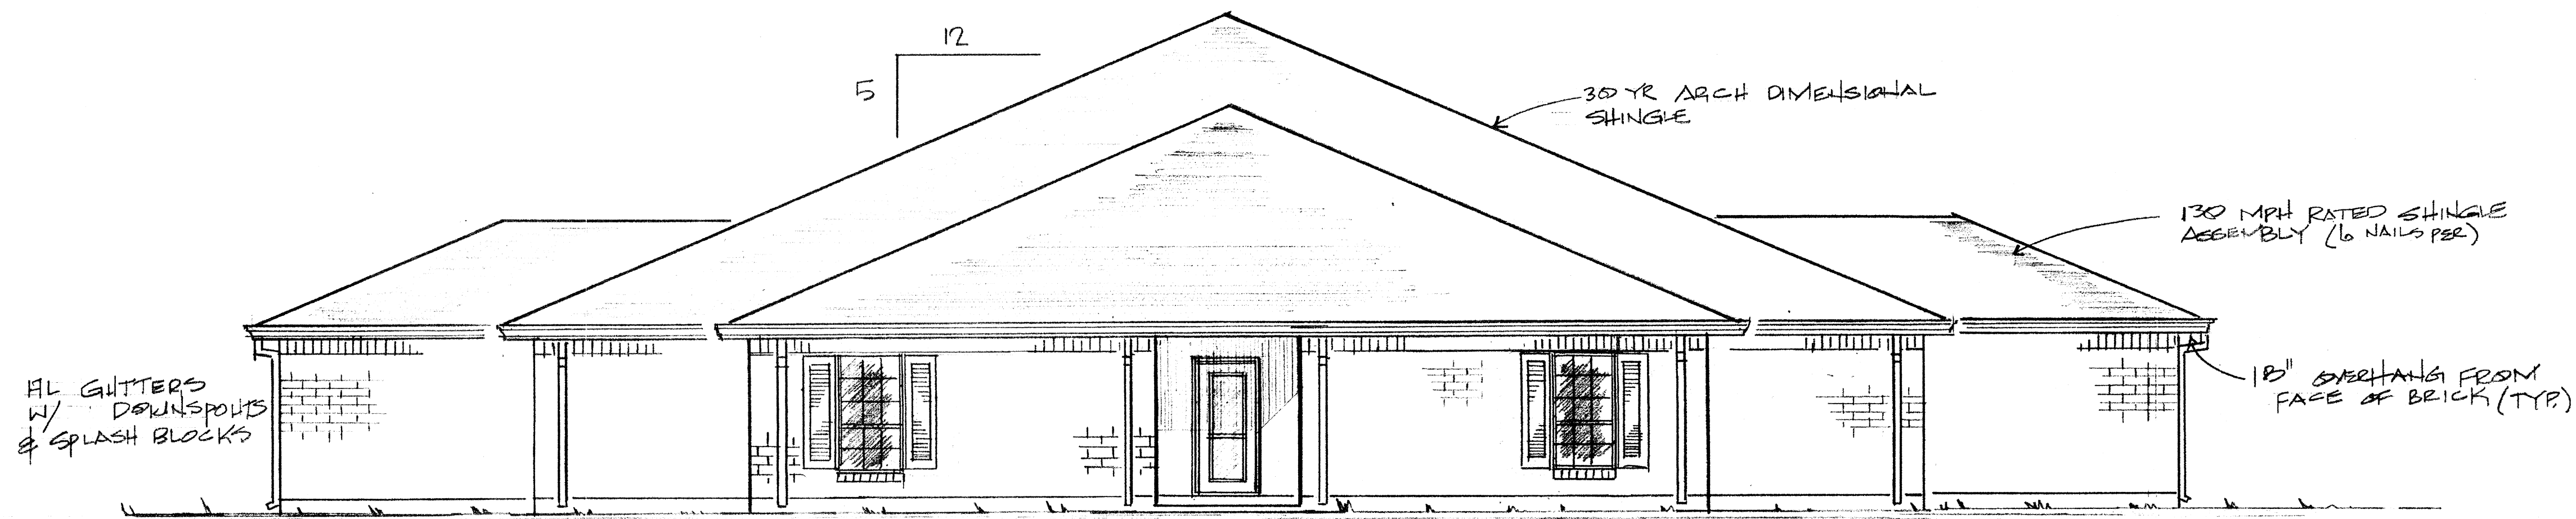 12
5
30 YR ARCH DIMENSIONAL
SHINGLE
130 MPH RATED SHINGLE
ASSEMBLY (6 NAILS PER)
AL GUTTERS
W/ DOWNSPOUTS
& SPLASH BLOCKS
18" OVERHANG FROM
FACE OF BRICK (TYP.)